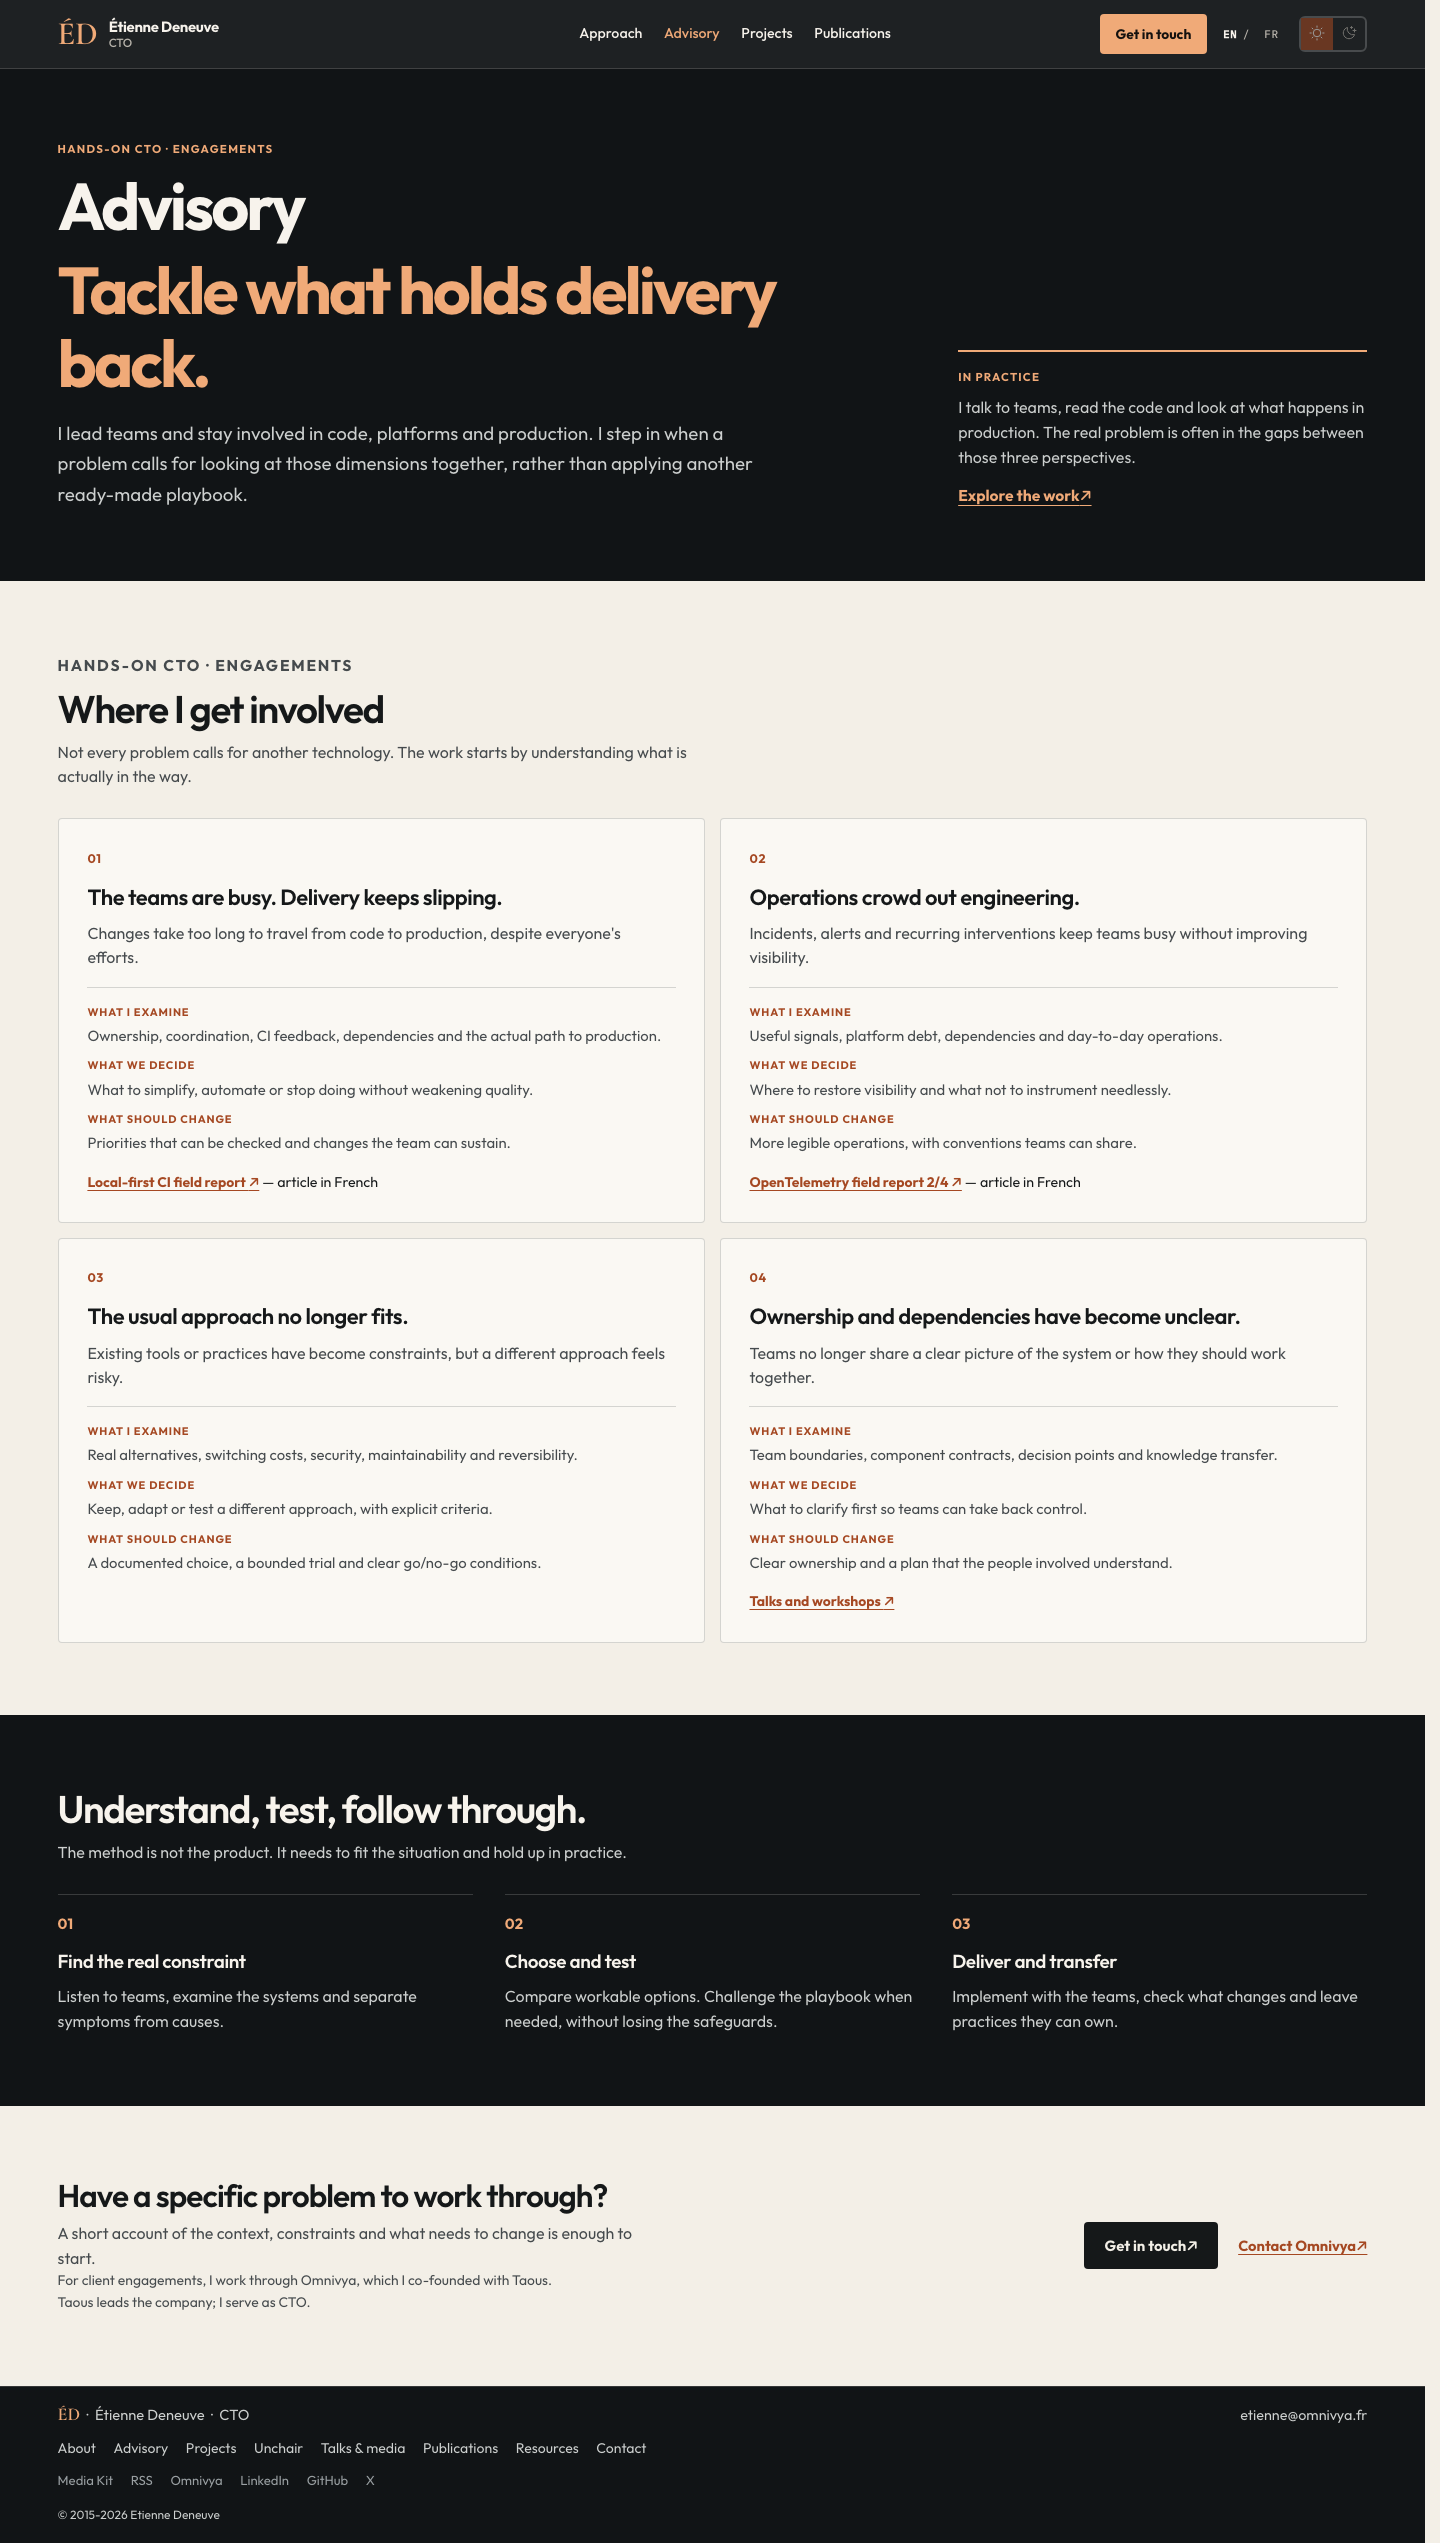 ÉD
Étienne Deneuve
CTO
Approach Advisory Projects Publications
Get in touch
EN / FR
HANDS-ON CTO · ENGAGEMENTS
Advisory
Tackle what holds delivery
back.
I lead teams and stay involved in code, platforms and production. I step in when a
problem calls for looking at those dimensions together, rather than applying another
ready-made playbook.
IN PRACTICE
I talk to teams, read the code and look at what happens in
production. The real problem is often in the gaps between
those three perspectives.
Explore the work↗
HANDS-ON CTO · ENGAGEMENTS
Where I get involved
Not every problem calls for another technology. The work starts by understanding what is
actually in the way.
01
The teams are busy. Delivery keeps slipping.
Changes take too long to travel from code to production, despite everyone's
efforts.
WHAT I EXAMINE
Ownership, coordination, CI feedback, dependencies and the actual path to production.
WHAT WE DECIDE
What to simplify, automate or stop doing without weakening quality.
WHAT SHOULD CHANGE
Priorities that can be checked and changes the team can sustain.
Local-first CI field report ↗ — article in French
02
Operations crowd out engineering.
Incidents, alerts and recurring interventions keep teams busy without improving
visibility.
WHAT I EXAMINE
Useful signals, platform debt, dependencies and day-to-day operations.
WHAT WE DECIDE
Where to restore visibility and what not to instrument needlessly.
WHAT SHOULD CHANGE
More legible operations, with conventions teams can share.
OpenTelemetry field report 2/4 ↗ — article in French
03
The usual approach no longer fits.
Existing tools or practices have become constraints, but a different approach feels
risky.
WHAT I EXAMINE
Real alternatives, switching costs, security, maintainability and reversibility.
WHAT WE DECIDE
Keep, adapt or test a different approach, with explicit criteria.
WHAT SHOULD CHANGE
A documented choice, a bounded trial and clear go/no-go conditions.
04
Ownership and dependencies have become unclear.
Teams no longer share a clear picture of the system or how they should work
together.
WHAT I EXAMINE
Team boundaries, component contracts, decision points and knowledge transfer.
WHAT WE DECIDE
What to clarify first so teams can take back control.
WHAT SHOULD CHANGE
Clear ownership and a plan that the people involved understand.
Talks and workshops ↗
Understand, test, follow through.
The method is not the product. It needs to fit the situation and hold up in practice.
01
Find the real constraint
Listen to teams, examine the systems and separate
symptoms from causes.
02
Choose and test
Compare workable options. Challenge the playbook when
needed, without losing the safeguards.
03
Deliver and transfer
Implement with the teams, check what changes and leave
practices they can own.
Have a specific problem to work through?
A short account of the context, constraints and what needs to change is enough to
start.
For client engagements, I work through Omnivya, which I co-founded with Taous.
Taous leads the company; I serve as CTO.
Get in touch↗
Contact Omnivya↗
ÉD · Étienne Deneuve · CTO
etienne@omnivya.fr
About Advisory Projects Unchair Talks & media Publications Resources Contact
Media Kit RSS Omnivya LinkedIn GitHub X
© 2015-2026 Etienne Deneuve